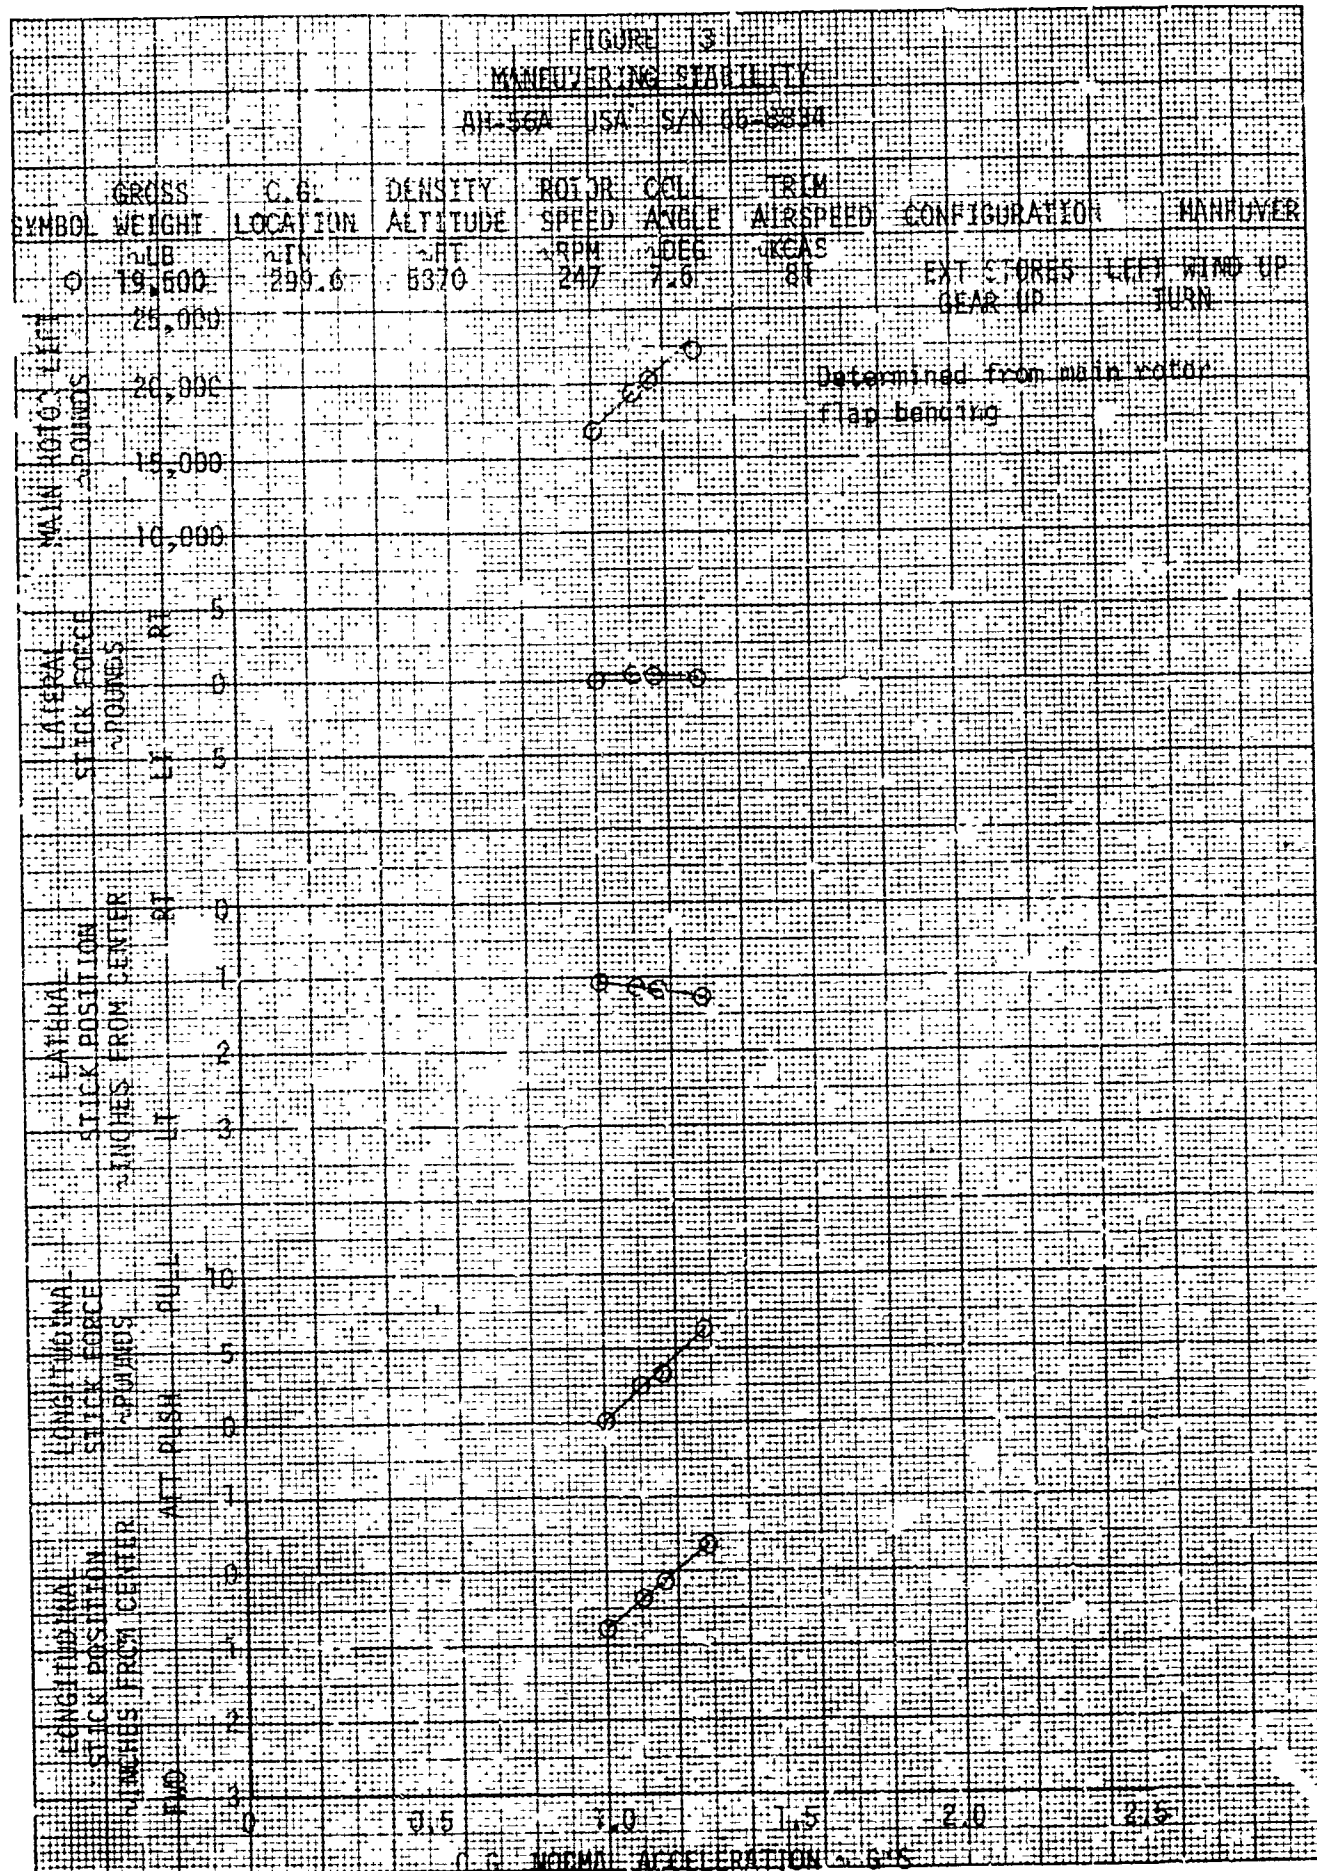 FIGURE 13
MANEUVERING STABILITY
AH-56A USA S/N 66-8834
SYMBOL GROSS WEIGHT ~LB C.G. LOCATION ~IN DENSITY ALTITUDE ~FT ROTOR SPEED ~RPM COLL ANGLE ~DEG TRIM AIRSPEED ~KCAS CONFIGURATION MANEUVER
O 19,500 299.6 6370 247 7.6 81 EXT STORES LEFT WIND UP
GEAR UP TURN
MAIN ROTOR LIFT
~POUNDS
25,000
20,000
15,000
10,000
Determined from main rotor
flap bending
LATERAL
STICK FORCE
~POUNDS
LT RT
5
0
5
LATERAL
STICK POSITION
~INCHES FROM CENTER
LT RT
0
1
2
3
LONGITUDINAL
STICK FORCE
~POUNDS
PUSH PULL
10
5
0
LONGITUDINAL
STICK POSITION
~INCHES FROM CENTER
FWD AFT
1
0
1
2
3
0 0.5 1.0 1.5 2.0 2.5
C.G. NORMAL ACCELERATION ~ G'S